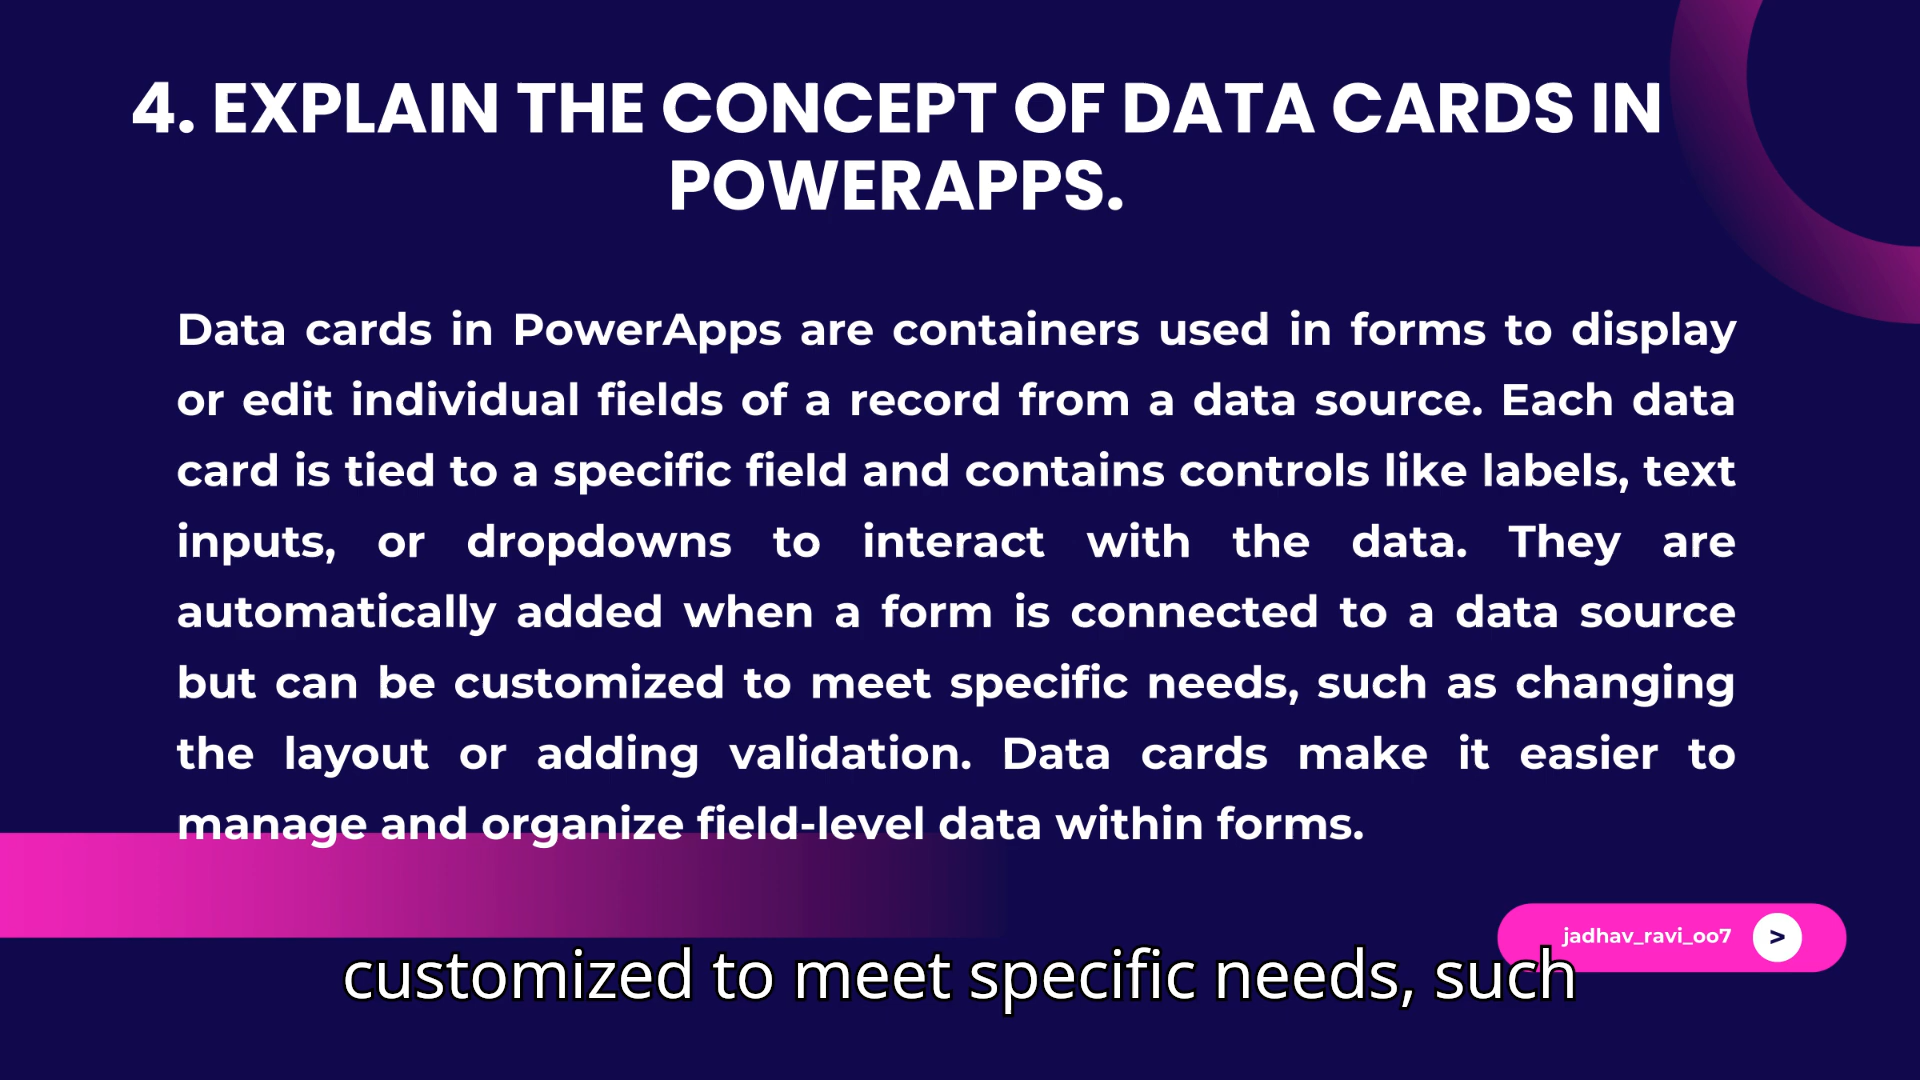 4. EXPLAIN THE CONCEPT OF DATA CARDS IN
POWERAPPS.
Data cards in PowerApps are containers used in forms to display
or edit individual fields of a record from a data source. Each data
card is tied to a specific field and contains controls like labels, text
inputs, or dropdowns to interact with the data. They are
automatically added when a form is connected to a data source
but can be customized to meet specific needs, such as changing
the layout or adding validation. Data cards make it easier to
manage and organize field-level data within forms.
jadhav_ravi_oo7 >
customized to meet specific needs, such